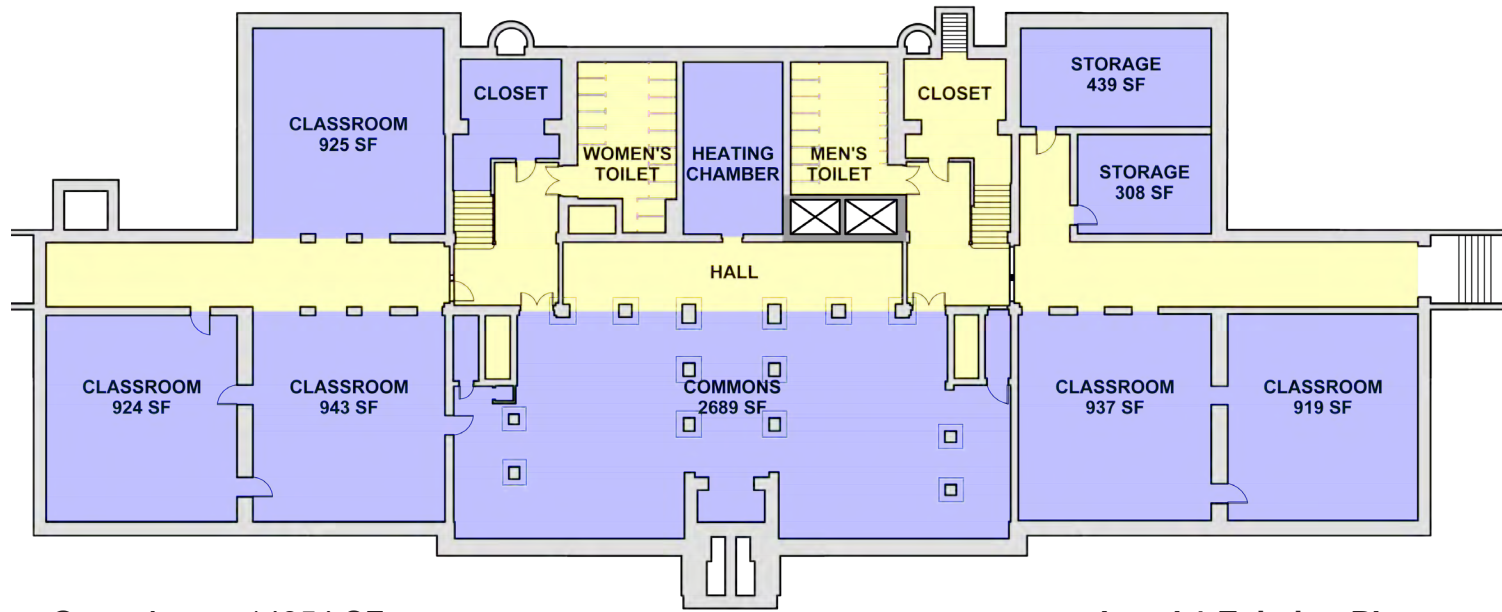 STORAGE
439 SF
CLOSET
CLOSET
CLASSROOM
925 SF
WOMEN'S
TOILET
HEATING
CHAMBER
MEN'S
TOILET
STORAGE
308 SF
HALL
CLASSROOM
924 SF
CLASSROOM
943 SF
COMMONS
2689 SF
CLASSROOM
937 SF
CLASSROOM
919 SF